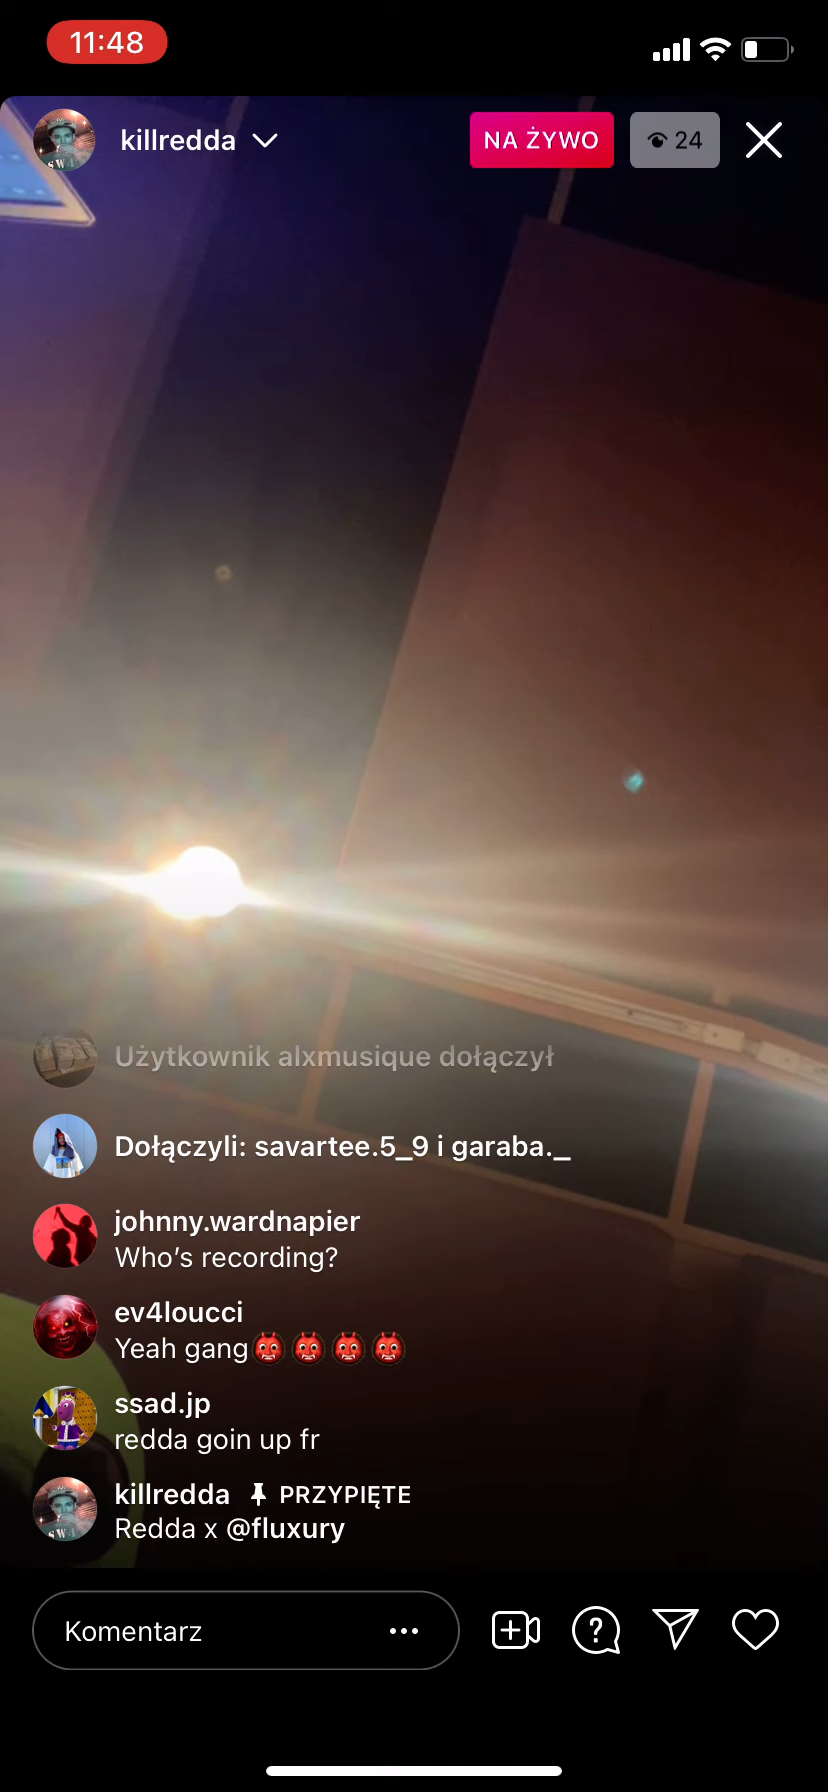 11:48
killredda
NA ŻYWO
24
Użytkownik alxmusique dołączył
Dołączyli: savartee.5_9 i garaba._
johnny.wardnapier
Who’s recording?
ev4loucci
Yeah gang👹👹👹👹
ssad.jp
redda goin up fr
killredda PRZYPIĘTE
Redda x @fluxury
Komentarz